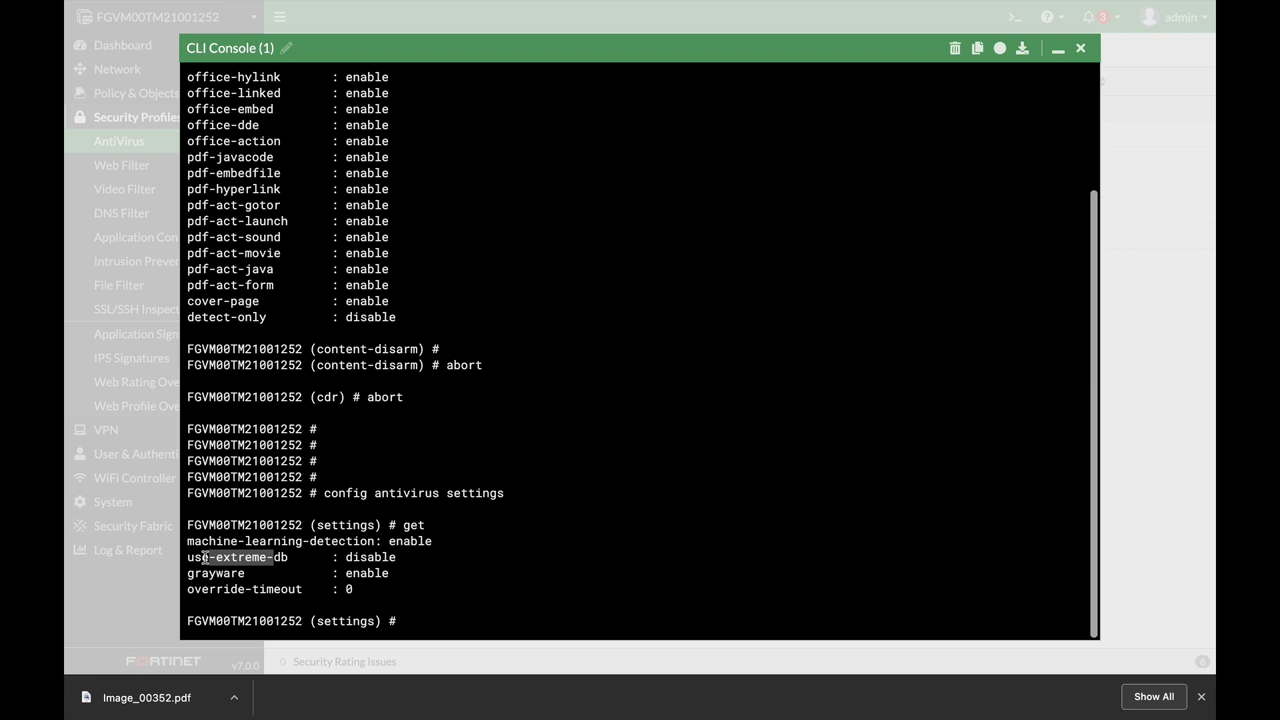 FGVM00TM21001252
3
admin
CLI Console (1)
Dashboard
Network
Policy & Objects
Security Profiles
AntiVirus
Web Filter
Video Filter
DNS Filter
Application Con
Intrusion Preven
File Filter
SSL/SSH Inspect
Application Sign
IPS Signatures
Web Rating Ove
Web Profile Ove
VPN
User & Authenti
WiFi Controller
System
Security Fabric
Log & Report
office-hylink : enable
office-linked : enable
office-embed : enable
office-dde : enable
office-action : enable
pdf-javacode : enable
pdf-embedfile : enable
pdf-hyperlink : enable
pdf-act-gotor : enable
pdf-act-launch : enable
pdf-act-sound : enable
pdf-act-movie : enable
pdf-act-java : enable
pdf-act-form : enable
cover-page : enable
detect-only : disable
FGVM00TM21001252 (content-disarm) #
FGVM00TM21001252 (content-disarm) # abort
FGVM00TM21001252 (cdr) # abort
FGVM00TM21001252 #
FGVM00TM21001252 #
FGVM00TM21001252 #
FGVM00TM21001252 #
FGVM00TM21001252 # config antivirus settings
FGVM00TM21001252 (settings) # get
machine-learning-detection: enable
use-extreme-db : disable
grayware : enable
override-timeout : 0
FGVM00TM21001252 (settings) #
FORTINET v7.0.0
0 Security Rating Issues
6
Image_00352.pdf
Show All